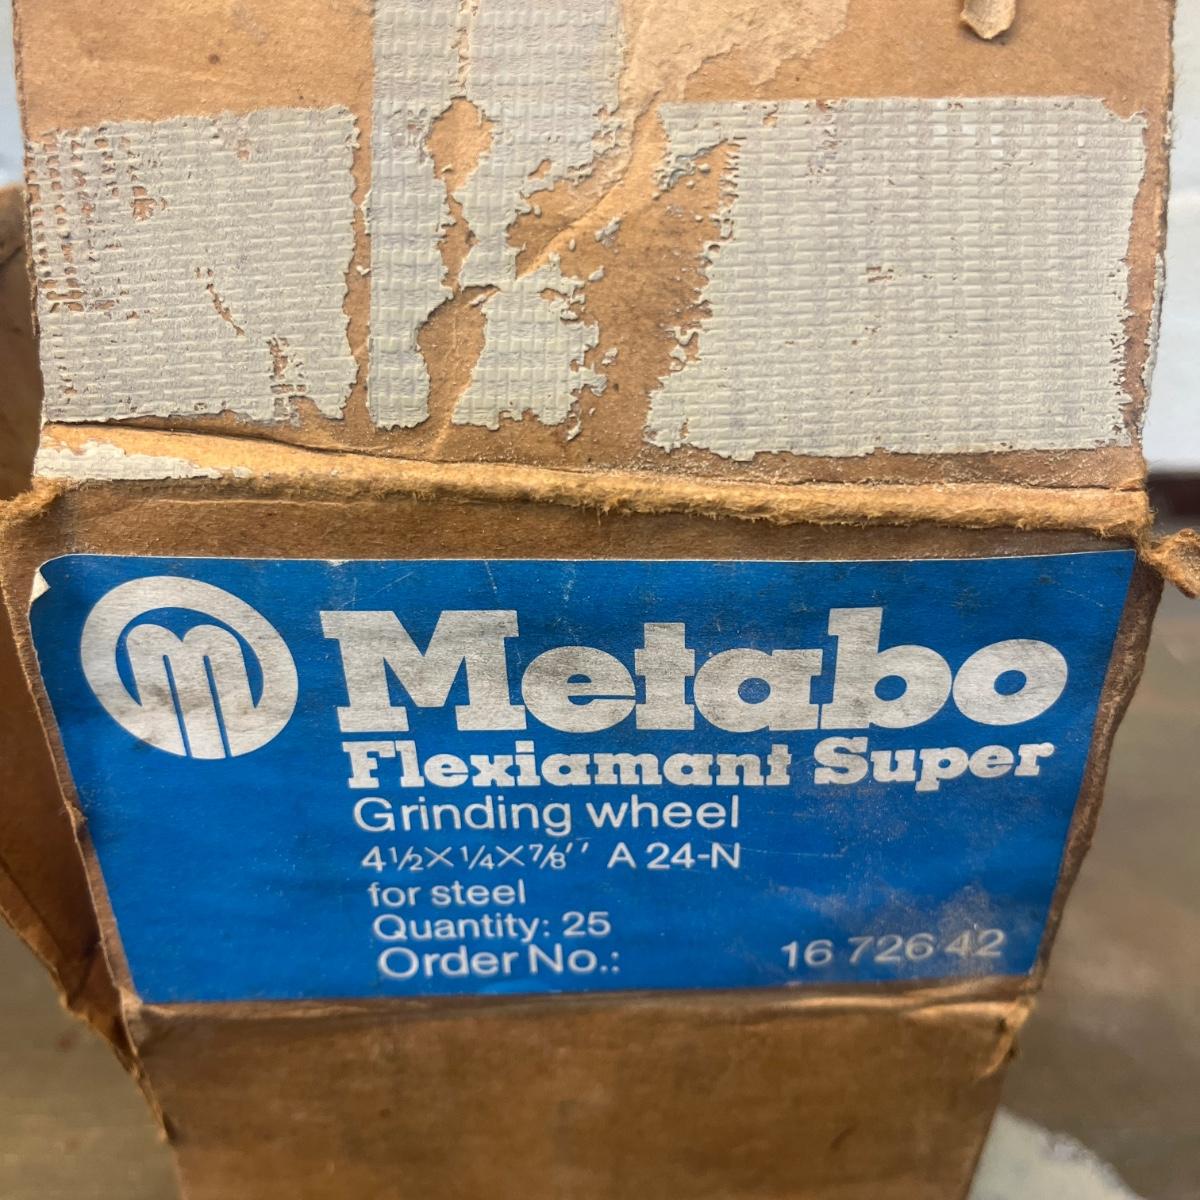 m
Metabo
Flexiamant Super
Grinding wheel
4½×¼×⅞'' A 24-N
for steel
Quantity: 25
Order No.: 16 726 42